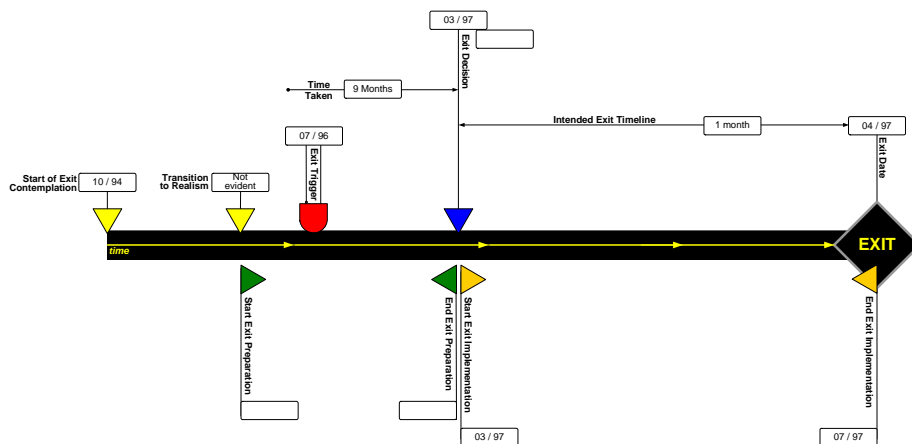 03 / 97
Exit Decision
Time
Taken
9 Months
Intended Exit Timeline
1 month
04 / 97
07 / 96
Exit Trigger
Exit Date
Start of Exit
Contemplation
10 / 94
Transition
to Realism
Not
evident
time
EXIT
Start Exit Preparation
End Exit Preparation
Start Exit Implementation
End Exit Implementation
03 / 97
07 / 97